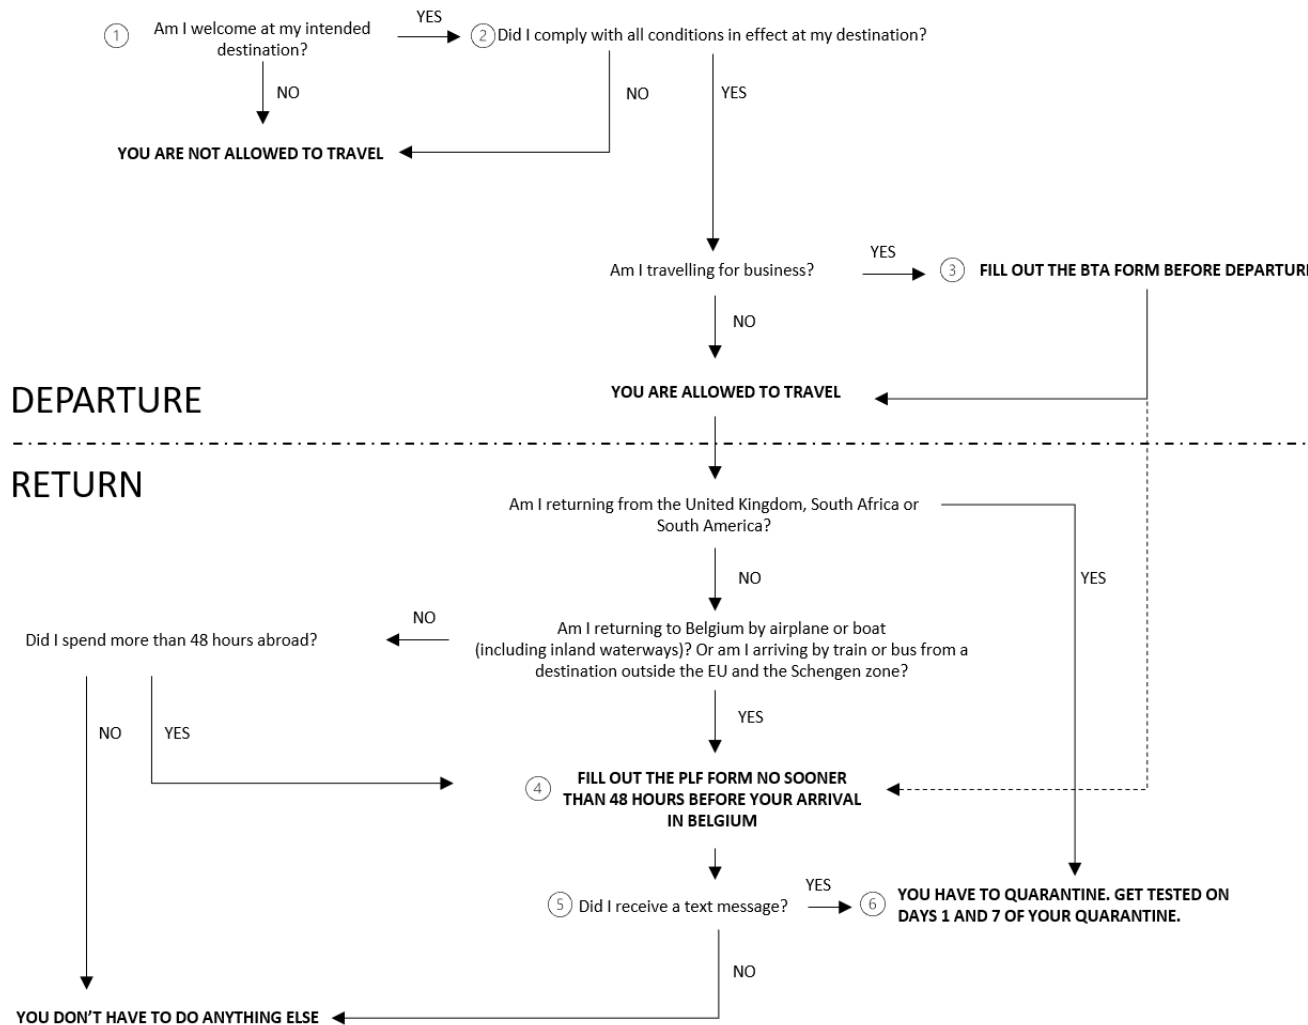 1
Am I welcome at my intended
destination?
YES
2
Did I comply with all conditions in effect at my destination?
NO
NO
YES
YOU ARE NOT ALLOWED TO TRAVEL
Am I travelling for business?
YES
3
FILL OUT THE BTA FORM BEFORE DEPARTURE
NO
YOU ARE ALLOWED TO TRAVEL
DEPARTURE
RETURN
Am I returning from the United Kingdom, South Africa or
South America?
NO
YES
Did I spend more than 48 hours abroad?
NO
Am I returning to Belgium by airplane or boat
(including inland waterways)? Or am I arriving by train or bus from a
destination outside the EU and the Schengen zone?
NO
YES
YES
4
FILL OUT THE PLF FORM NO SOONER
THAN 48 HOURS BEFORE YOUR ARRIVAL
IN BELGIUM
5
Did I receive a text message?
YES
6
YOU HAVE TO QUARANTINE. GET TESTED ON
DAYS 1 AND 7 OF YOUR QUARANTINE.
NO
YOU DON'T HAVE TO DO ANYTHING ELSE